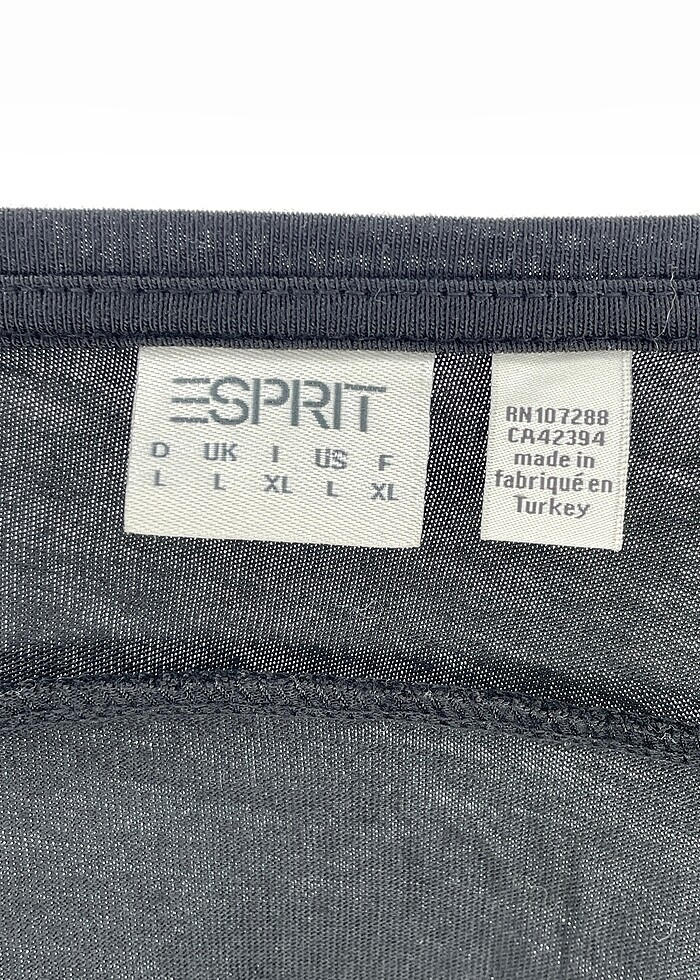 ESPRIT
D UK I US F
L L XL L XL
RN107288
CA42394
made in
fabriqué en
Turkey